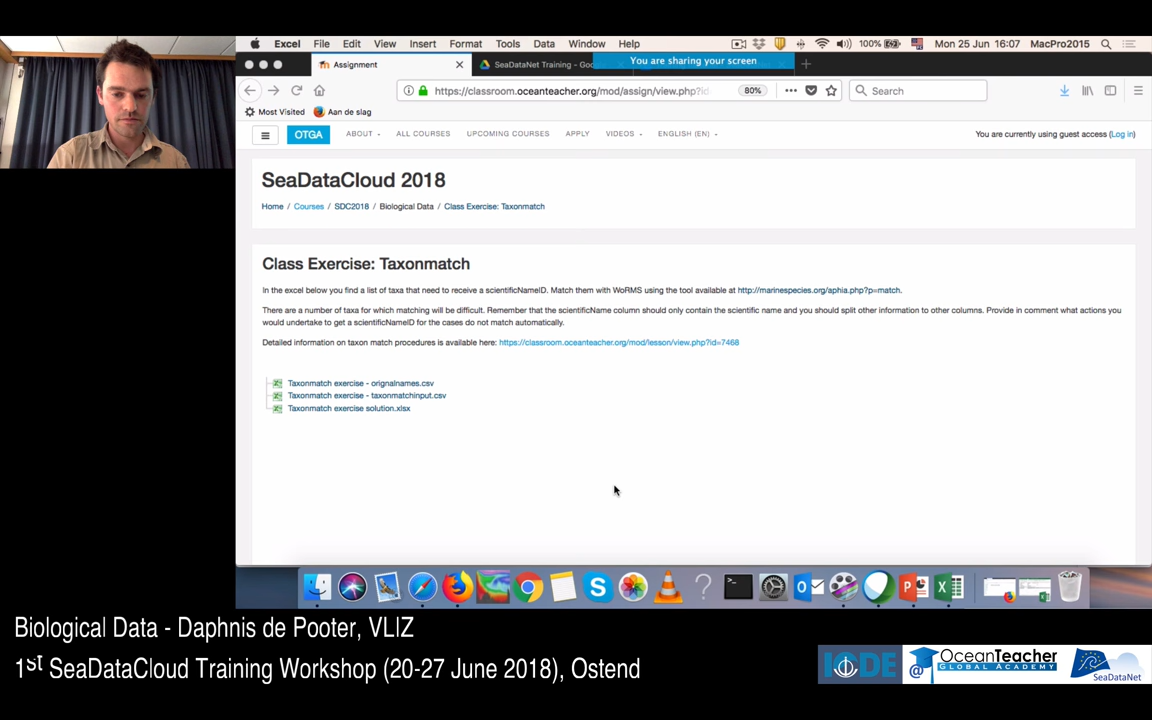 Excel File Edit View Insert Format Tools Data Window Help 100% Mon 25 Jun 16:07 MacPro2015
Assignment SeaDataNet Training - Goo
You are sharing your screen
https://classroom.oceanteacher.org/mod/assign/view.php?id 80% Search
Most Visited Aan de slag
OTGA ABOUT ALL COURSES UPCOMING COURSES APPLY VIDEOS ENGLISH (EN) You are currently using guest access (Log in)
SeaDataCloud 2018
Home / Courses / SDC2018 / Biological Data / Class Exercise: Taxonmatch
Class Exercise: Taxonmatch
In the excel below you find a list of taxa that need to receive a scientificNameID. Match them with WoRMS using the tool available at http://marinespecies.org/aphia.php?p=match.
There are a number of taxa for which matching will be difficult. Remember that the scientificName column should only contain the scientific name and you should split other information to other columns. Provide in comment what actions you
would undertake to get a scientificNameID for the cases do not match automatically.
Detailed information on taxon match procedures is available here: https://classroom.oceanteacher.org/mod/lesson/view.php?id=7468
Taxonmatch exercise - orignalnames.csv
Taxonmatch exercise - taxonmatchinput.csv
Taxonmatch exercise solution.xlsx
Biological Data - Daphnis de Pooter, VLIZ
1st SeaDataCloud Training Workshop (20-27 June 2018), Ostend
IODE
OceanTeacher
GLOBAL ACADEMY
SeaDataNet